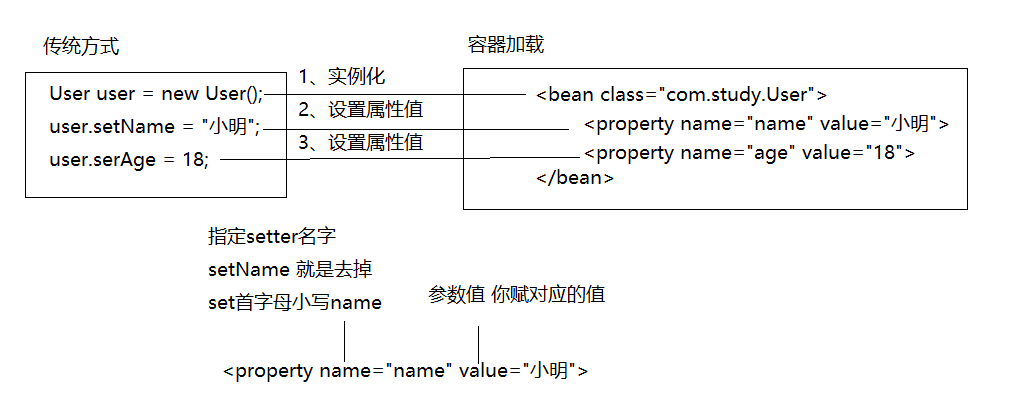 传统方式
容器加载
User user = new User();
user.setName = "小明";
user.serAge = 18;
1、实例化
2、设置属性值
3、设置属性值
<bean class="com.study.User">
<property name="name" value="小明">
<property name="age" value="18">
</bean>
指定setter名字
setName 就是去掉
set首字母小写name
参数值 你赋对应的值
<property name="name" value="小明">